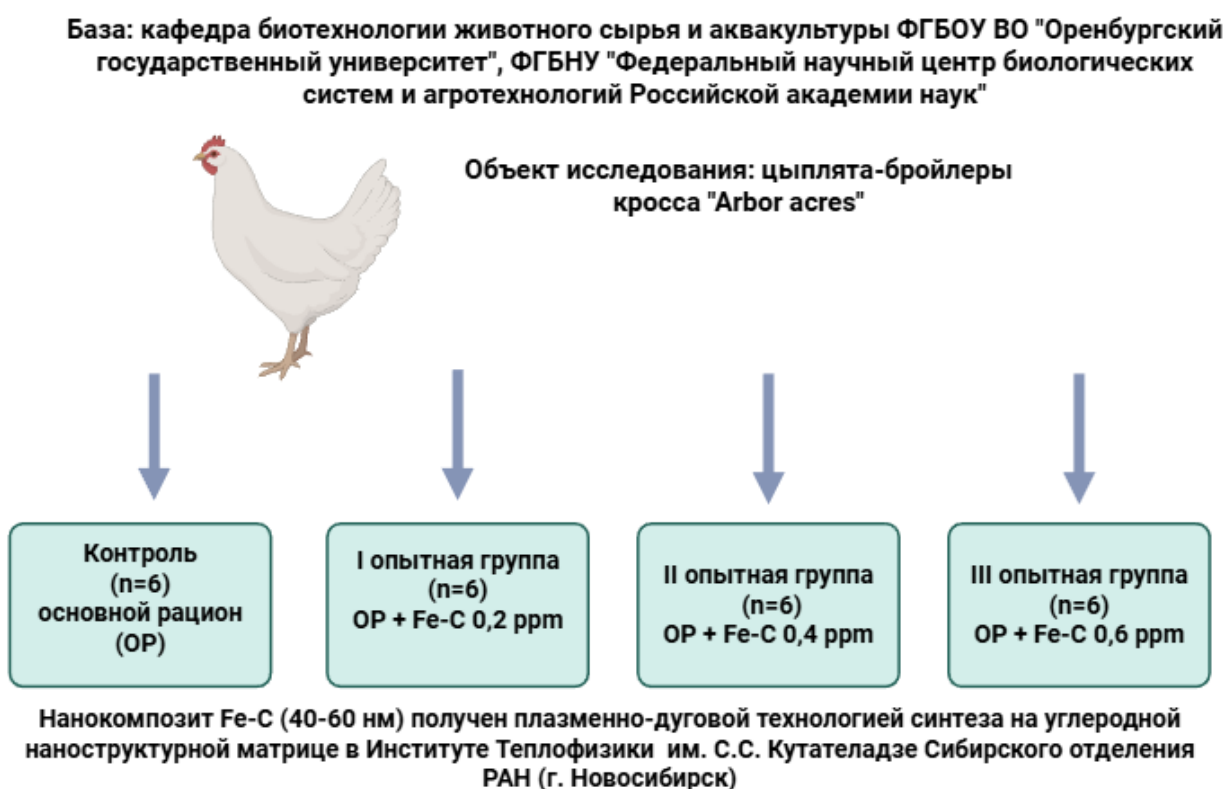 База: кафедра биотехнологии животного сырья и аквакультуры ФГБОУ ВО "Оренбургский
государственный университет", ФГБНУ "Федеральный научный центр биологических
систем и агротехнологий Российской академии наук"
Объект исследования: цыплята-бройлеры
кросса "Arbor acres"
Контроль
(n=6)
основной рацион
(ОР)
I опытная группа
(n=6)
ОР + Fe-C 0,2 ppm
II опытная группа
(n=6)
ОР + Fe-C 0,4 ppm
III опытная группа
(n=6)
ОР + Fe-C 0,6 ppm
Нанокомпозит Fe-C (40-60 нм) получен плазменно-дуговой технологией синтеза на углеродной
наноструктурной матрице в Институте Теплофизики им. С.С. Кутателадзе Сибирского отделения
РАН (г. Новосибирск)